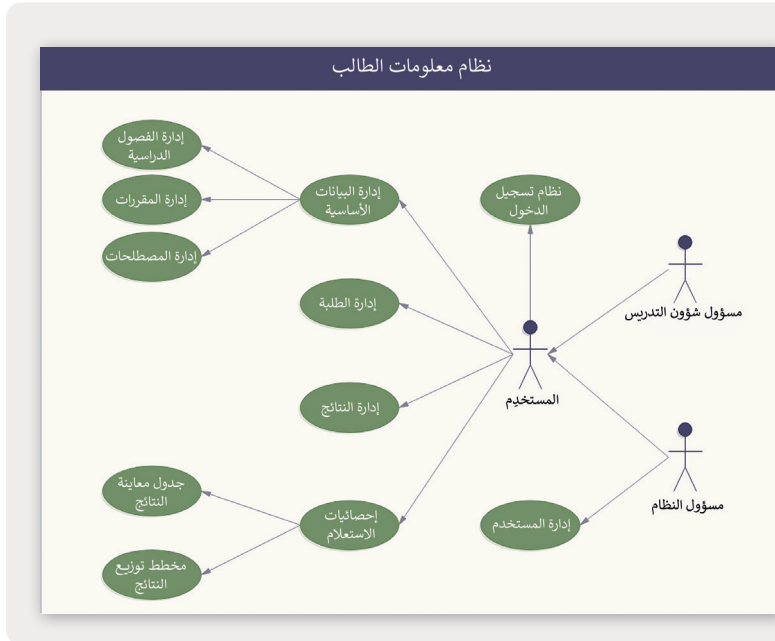 نظام معلومات الطالب
إدارة الفصول
الدراسية
إدارة المقررات
إدارة المصطلحات
إدارة البيانات
الأساسية
نظام تسجيل
الدخول
إدارة الطلبة
إدارة النتائج
مسؤول شؤون التدريس
المستخدِم
جدول معاينة
النتائج
مخطط توزيع
النتائج
إحصائيات
الاستعلام
إدارة المستخدم
مسؤول النظام